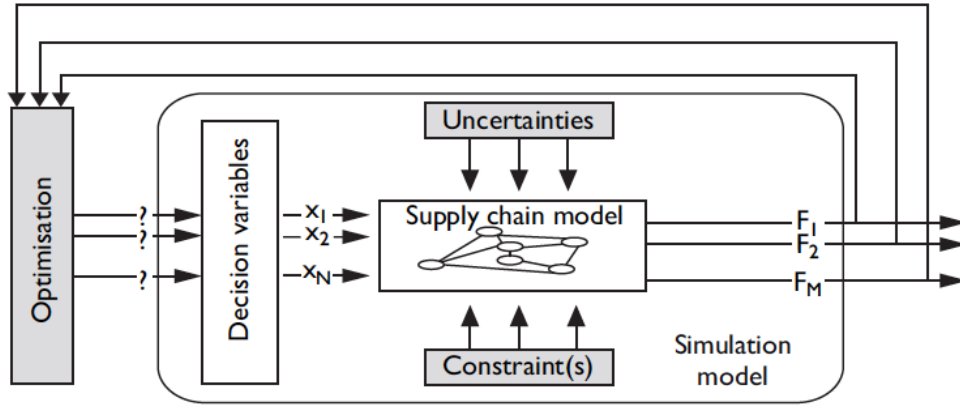 Uncertainties
Optimisation
?
?
?
Decision variables
x1
x2
xN
Supply chain model
F1
F2
FM
Constraint(s)
Simulation
model